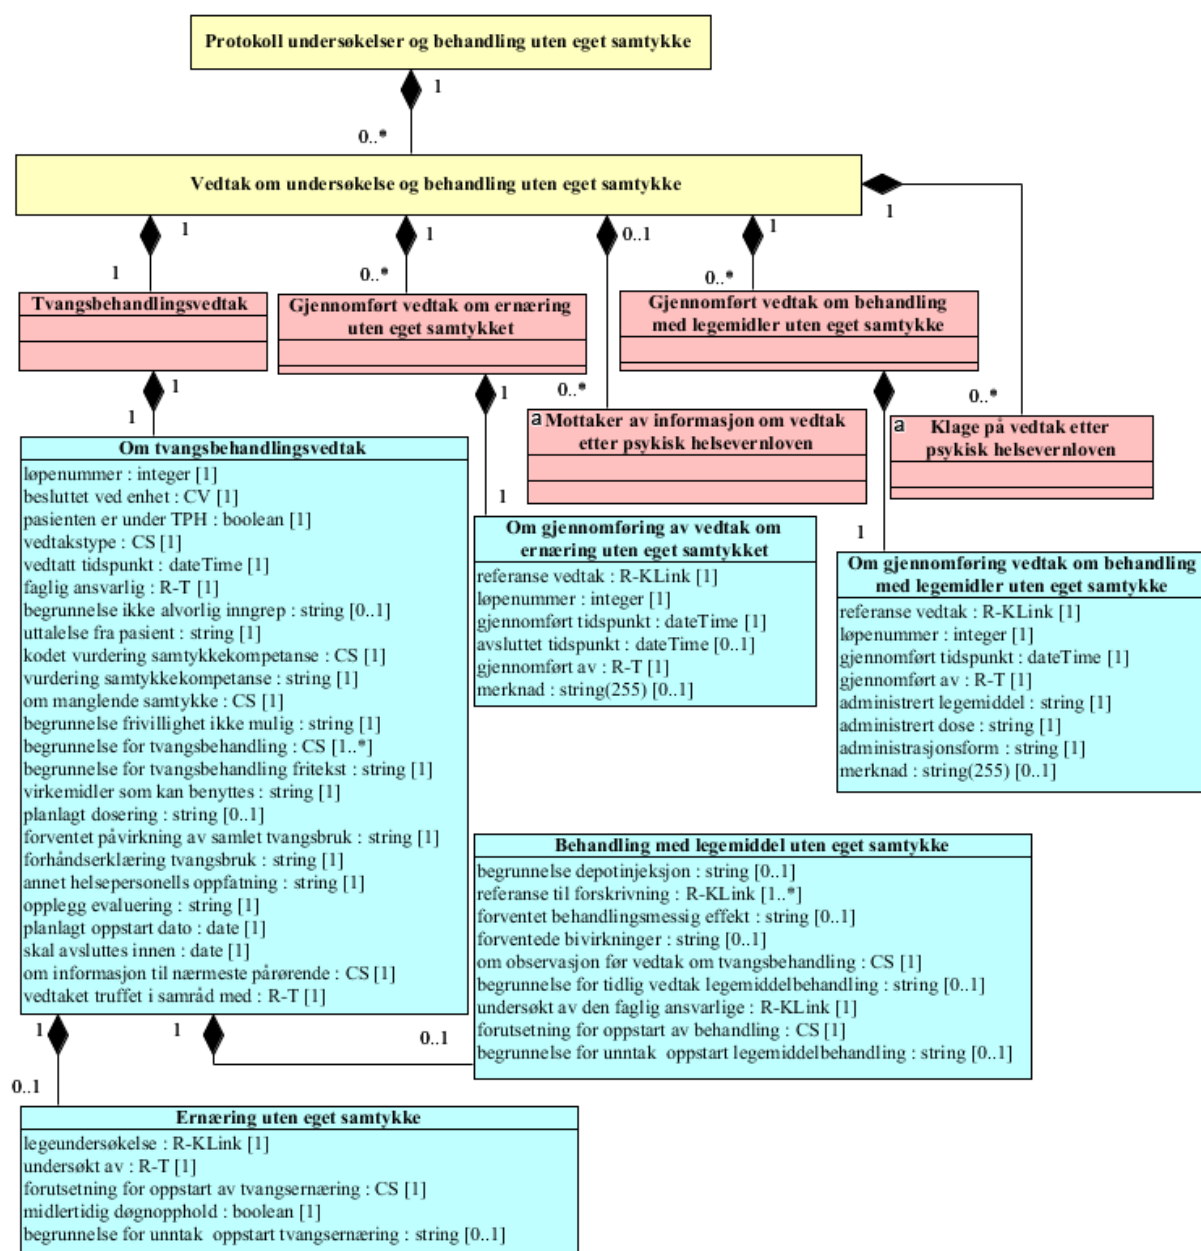 Protokoll undersøkelser og behandling uten eget samtykke
1
0..*
Vedtak om undersøkelse og behandling uten eget samtykke
1
1
0..1
1
1
1
0..*
0..*
Tvangsbehandlingsvedtak
Gjennomført vedtak om ernæring
uten eget samtykket
Gjennomført vedtak om behandling
med legemidler uten eget samtykke
1
1
1
0..*
0..*
a Mottaker av informasjon om vedtak
etter psykisk helsevernloven
a Klage på vedtak etter
psykisk helsevernloven
Om tvangsbehandlingsvedtak
løpenummer : integer [1]
besluttet ved enhet : CV [1]
pasienten er under TPH : boolean [1]
vedtakstype : CS [1]
vedtatt tidspunkt : dateTime [1]
faglig ansvarlig : R-T [1]
begrunnelse ikke alvorlig inngrep : string [0..1]
uttalelse fra pasient : string [1]
kodet vurdering samtykkekompetanse : CS [1]
vurdering samtykkekompetanse : string [1]
om manglende samtykke : CS [1]
begrunnelse frivillighet ikke mulig : string [1]
begrunnelse for tvangsbehandling : CS [1..*]
begrunnelse for tvangsbehandling fritekst : string [1]
virkemidler som kan benyttes : string [1]
planlagt dosering : string [0..1]
forventet påvirkning av samlet tvangsbruk : string [1]
forhåndserklæring tvangsbruk : string [1]
annet helsepersonells oppfatning : string [1]
opplegg evaluering : string [1]
planlagt oppstart dato : date [1]
skal avsluttes innen : date [1]
om informasjon til nærmeste pårørende : CS [1]
vedtaket truffet i samråd med : R-T [1]
1
Om gjennomføring av vedtak om
ernæring uten eget samtykket
referanse vedtak : R-KLink [1]
løpenummer : integer [1]
gjennomført tidspunkt : dateTime [1]
avsluttet tidspunkt : dateTime [0..1]
gjennomført av : R-T [1]
merknad : string(255) [0..1]
1
Om gjennomføring vedtak om behandling
med legemidler uten eget samtykke
referanse vedtak : R-KLink [1]
løpenummer : integer [1]
gjennomført tidspunkt : dateTime [1]
gjennomført av : R-T [1]
administrert legemiddel : string [1]
administrert dose : string [1]
administrasjonsform : string [1]
merknad : string(255) [0..1]
Behandling med legemiddel uten eget samtykke
begrunnelse depotinjeksjon : string [0..1]
referanse til forskrivning : R-KLink [1..*]
forventet behandlingsmessig effekt : string [0..1]
forventede bivirkninger : string [0..1]
om observasjon før vedtak om tvangsbehandling : CS [1]
begrunnelse for tidlig vedtak legemiddelbehandling : string [0..1]
undersøkt av den faglig ansvarlige : R-KLink [1]
forutsetning for oppstart av behandling : CS [1]
begrunnelse for unntak  oppstart legemiddelbehandling : string [0..1]
1
1
0..1
0..1
Ernæring uten eget samtykke
legeundersøkelse : R-KLink [1]
undersøkt av : R-T [1]
forutsetning for oppstart av tvangsernæring : CS [1]
midlertidig døgnopphold : boolean [1]
begrunnelse for unntak  oppstart tvangsernæring : string [0..1]